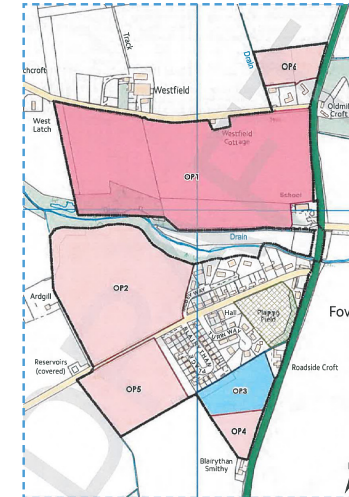 Track
Drain
OP6
chcroft
Westfield
West
Latch
Oldmill
Croft
Westfield
Cottage
OP1
School
Drain
OP2
Ardgill
Hall
Playing
Field
Fov
Reservoirs
(covered)
Roadside Croft
OP5
OP3
OP4
Blairythan
Smithy